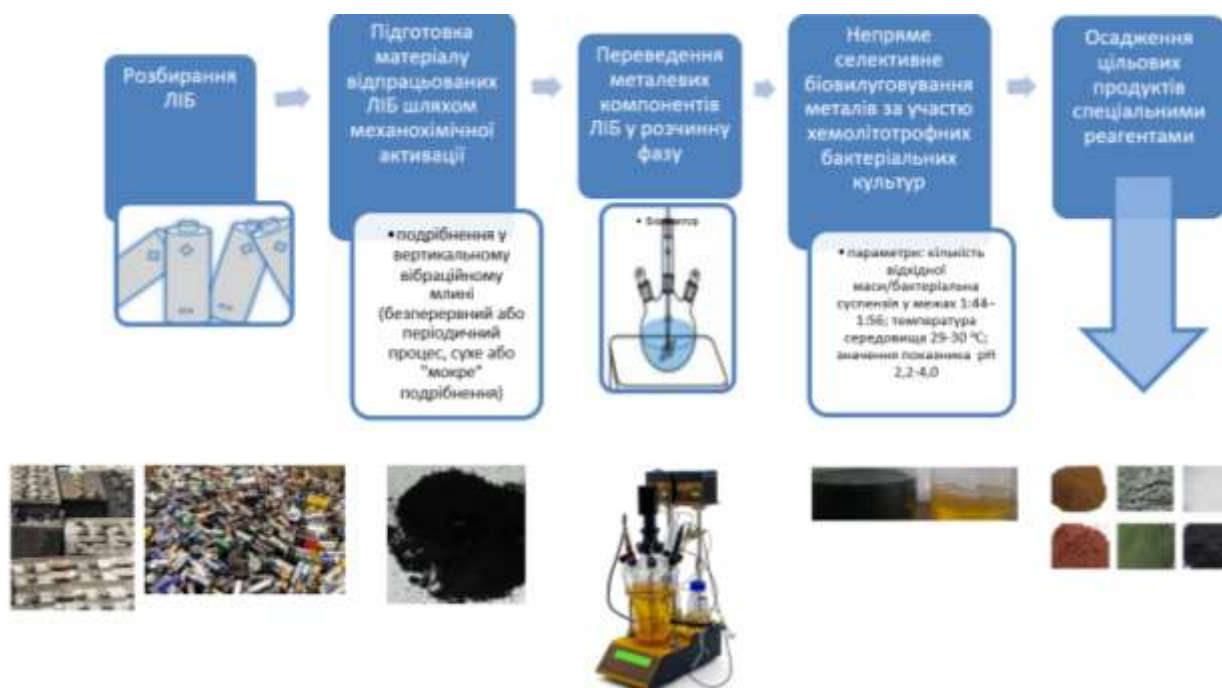 Розбирання
ЛІБ
Підготовка
матеріалу
відпрацьованих
ЛІБ шляхом
механохімічної
активації
•подрібнення у
вертикальному
вібраційному
млині
(безперервний або
періодичний
процес, сухе або
"мокре"
подрібнення)
Переведення
металевих
компонентів
ЛІБ у розчинну
фазу
Непряме
селективне
біовилуговування
металів за участю
хемолітотрофних
бактеріальних
культур
• параметри: кількість
відхідної
маси/бактеріальна
суспензія у межах 1:44-
1:56; температура
середовища 29-30 °С;
значення показника pH
2,2-4,0
Осадження
цільових
продуктів
спеціальними
реагентами